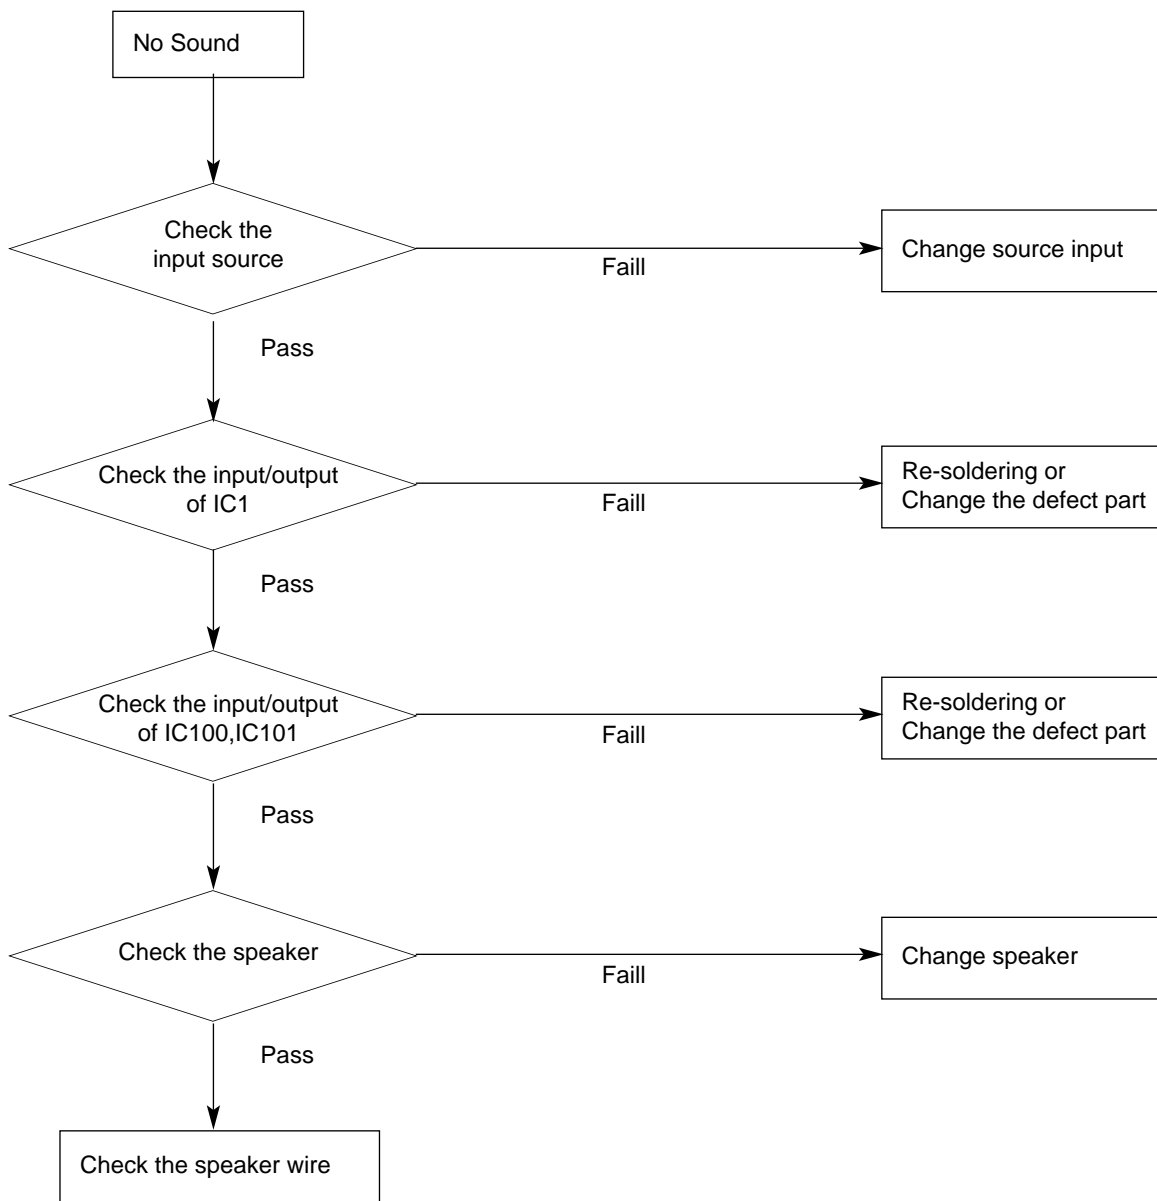 No Sound
Check the
input source
Faill
Change source input
Pass
Check the input/output
of IC1
Faill
Re-soldering or
Change the defect part
Pass
Check the input/output
of IC100,IC101
Faill
Re-soldering or
Change the defect part
Pass
Check the speaker
Faill
Change speaker
Pass
Check the speaker wire